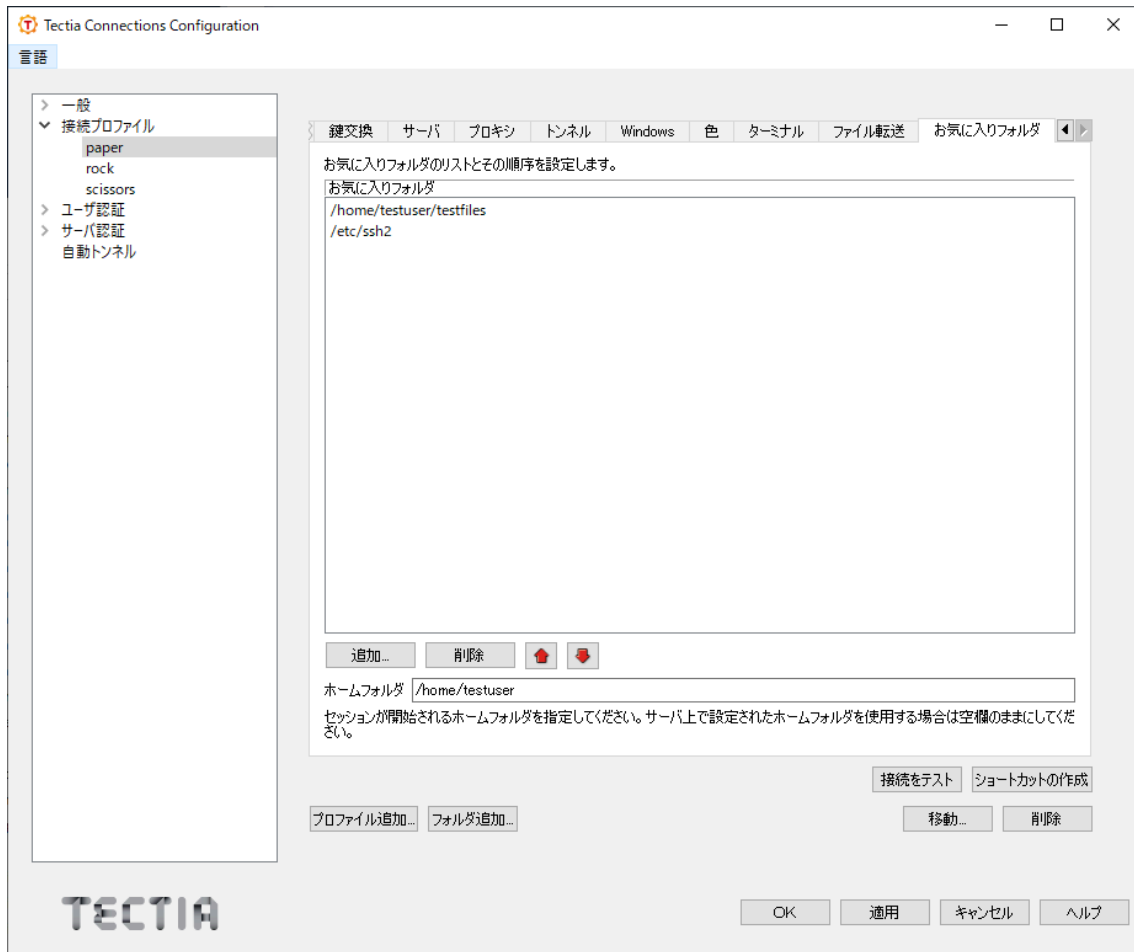 Tectia Connections Configuration
言語
一般
接続プロファイル
paper
rock
scissors
ユーザ認証
サーバ認証
自動トンネル
鍵交換 サーバ プロキシ トンネル Windows 色 ターミナル ファイル転送 お気に入りフォルダ
お気に入りフォルダのリストとその順序を設定します。
お気に入りフォルダ
/home/testuser/testfiles
/etc/ssh2
追加... 削除
ホームフォルダ /home/testuser
セッションが開始されるホームフォルダを指定してください。サーバ上で設定されたホームフォルダを使用する場合は空欄のままにしてくだ
さい。
接続をテスト ショートカットの作成
プロファイル追加... フォルダ追加... 移動... 削除
TECTIA
OK 適用 キャンセル ヘルプ